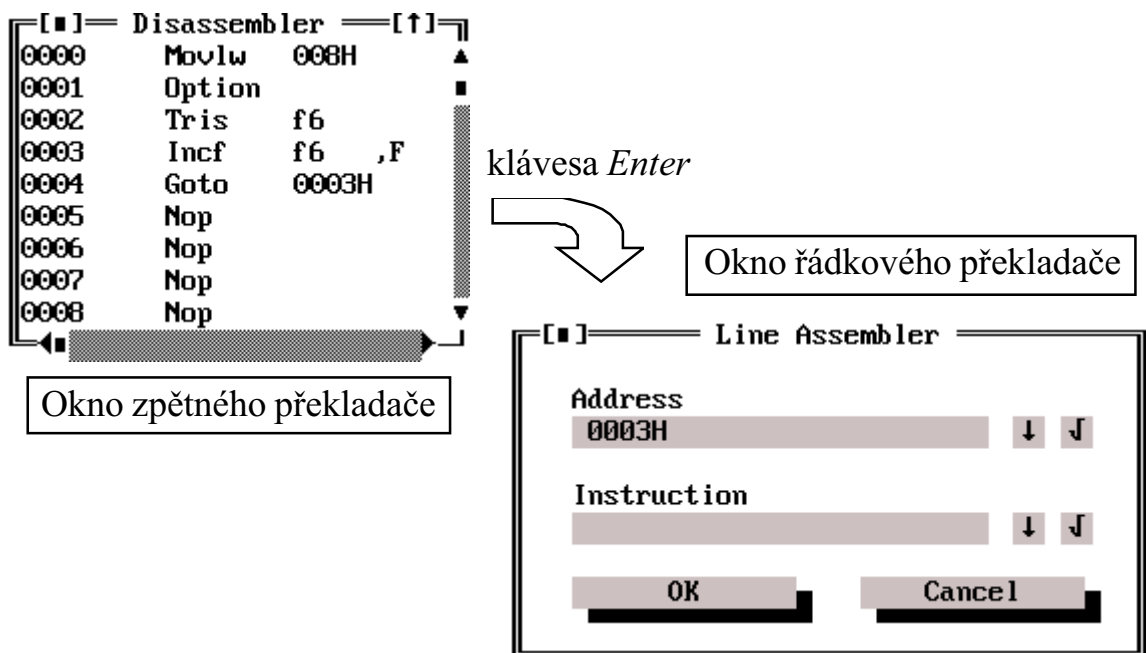 [∎] Disassembler [↑]
0000 Movlw 008H
0001 Option
0002 Tris f6
0003 Incf f6 ,F
0004 Goto 0003H
0005 Nop
0006 Nop
0007 Nop
0008 Nop
klávesa Enter
Okno řádkového překladače
Okno zpětného překladače
[∎] Line Assembler
Address
0003H ↓ √
Instruction
↓ √
OK Cancel